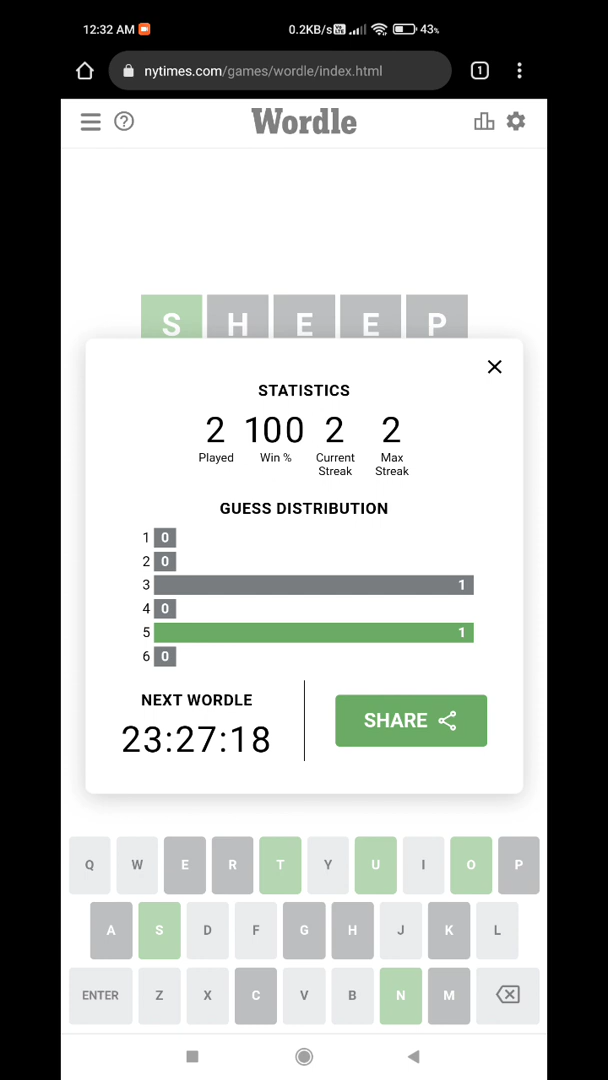 12:32 AM 0.2KB/s 43%
nytimes.com/games/wordle/index.html 1
Wordle
S H E E P
STATISTICS
2 100 2 2
Played Win % Current Streak Max Streak
GUESS DISTRIBUTION
1 0
2 0
3 1
4 0
5 1
6 0
NEXT WORDLE
23:27:18
SHARE
Q W E R T Y U I O P
A S D F G H J K L
ENTER Z X C V B N M